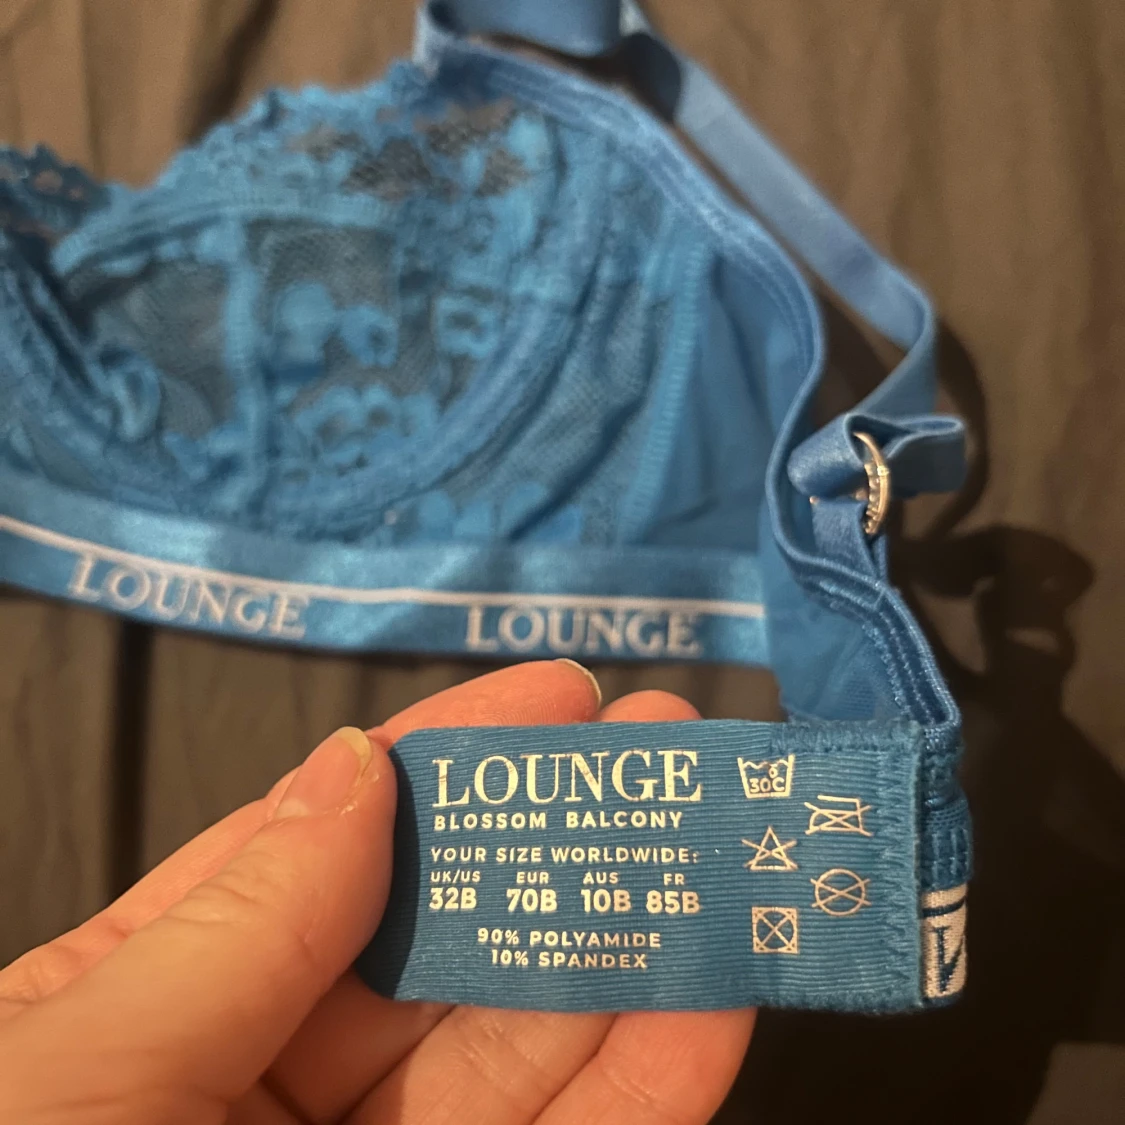 LOUNGE LOUNGE
LOUNGE
BLOSSOM BALCONY
YOUR SIZE WORLDWIDE:
UK/US EUR AUS FR
32B 70B 10B 85B
90% POLYAMIDE
10% SPANDEX
30C